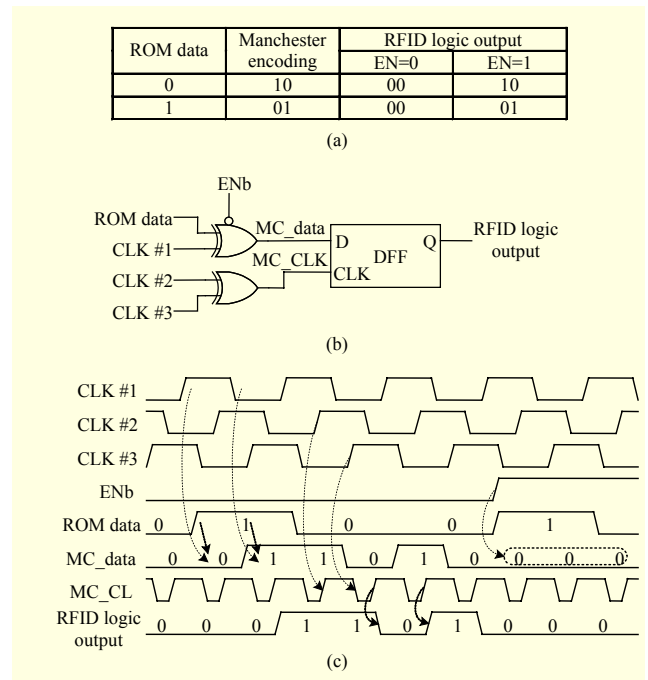 ROM data Manchester encoding RFID logic output
EN=0 EN=1
0 10 00 10
1 01 00 01
(a)
ENb
ROM data
CLK #1
MC_data
D DFF Q
RFID logic output
CLK #2
MC_CLK
CLK
CLK #3
(b)
CLK #1
CLK #2
CLK #3
ENb
ROM data 0 1 0 0 1
MC_data 0 0 1 1 0 1 0 0 0 0
MC_CL
RFID logic output 0 0 0 1 1 0 1 0 0 0
(c)